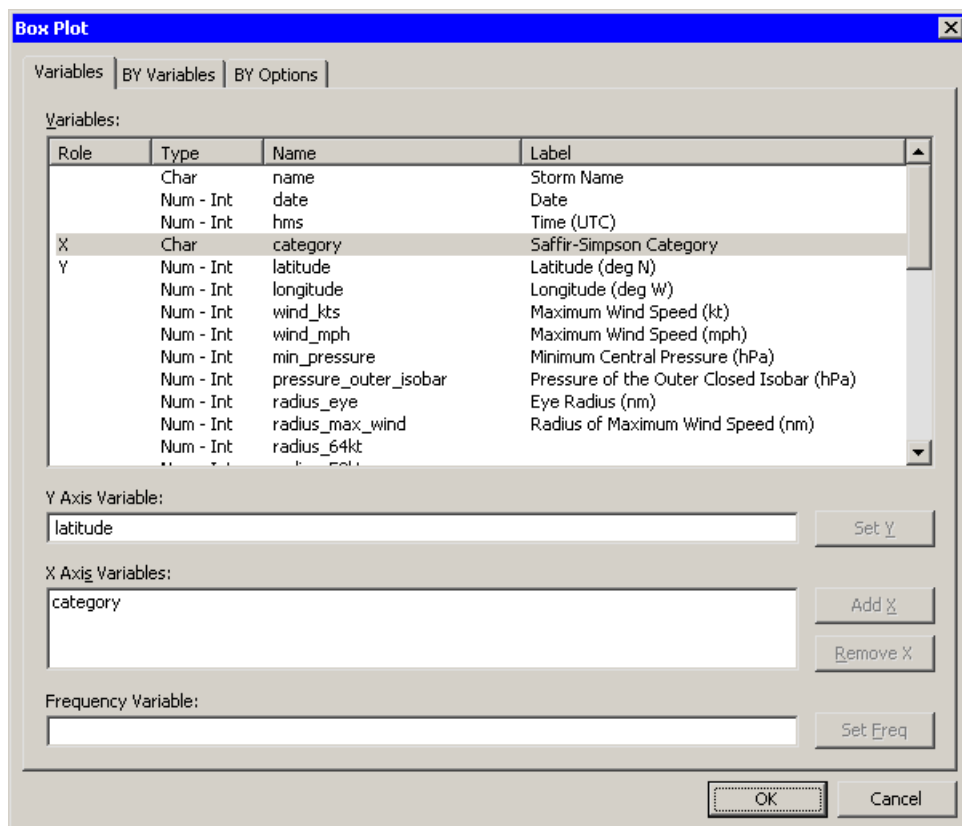 Box Plot
Variables BY Variables BY Options
Variables:
Role Type Name Label
Char name Storm Name
Num - Int date Date
Num - Int hms Time (UTC)
X Char category Saffir-Simpson Category
Y Num - Int latitude Latitude (deg N)
Num - Int longitude Longitude (deg W)
Num - Int wind_kts Maximum Wind Speed (kt)
Num - Int wind_mph Maximum Wind Speed (mph)
Num - Int min_pressure Minimum Central Pressure (hPa)
Num - Int pressure_outer_isobar Pressure of the Outer Closed Isobar (hPa)
Num - Int radius_eye Eye Radius (nm)
Num - Int radius_max_wind Radius of Maximum Wind Speed (nm)
Num - Int radius_64kt
Y Axis Variable:
latitude Set Y
X Axis Variables:
category Add X
Remove X
Frequency Variable:
Set Freq
OK Cancel